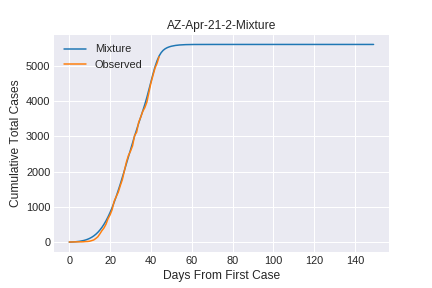 AZ-Apr-21-2-Mixture
Mixture
Observed
Cumulative Total Cases
5000
4000
3000
2000
1000
0
0 20 40 60 80 100 120 140
Days From First Case